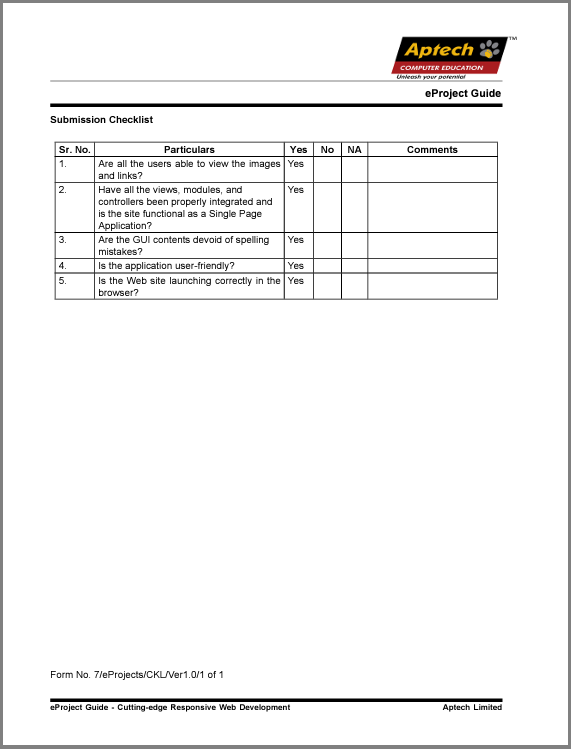 Aptech ™
COMPUTER EDUCATION
Unleash your potential
eProject Guide
Submission Checklist
Sr. No. Particulars Yes No NA Comments
1. Are all the users able to view the images Yes
and links?
2. Have all the views, modules, and Yes
controllers been properly integrated and
is the site functional as a Single Page
Application?
3. Are the GUI contents devoid of spelling Yes
mistakes?
4. Is the application user-friendly? Yes
5. Is the Web site launching correctly in the Yes
browser?
Form No. 7/eProjects/CKL/Ver1.0/1 of 1
eProject Guide - Cutting-edge Responsive Web Development Aptech Limited